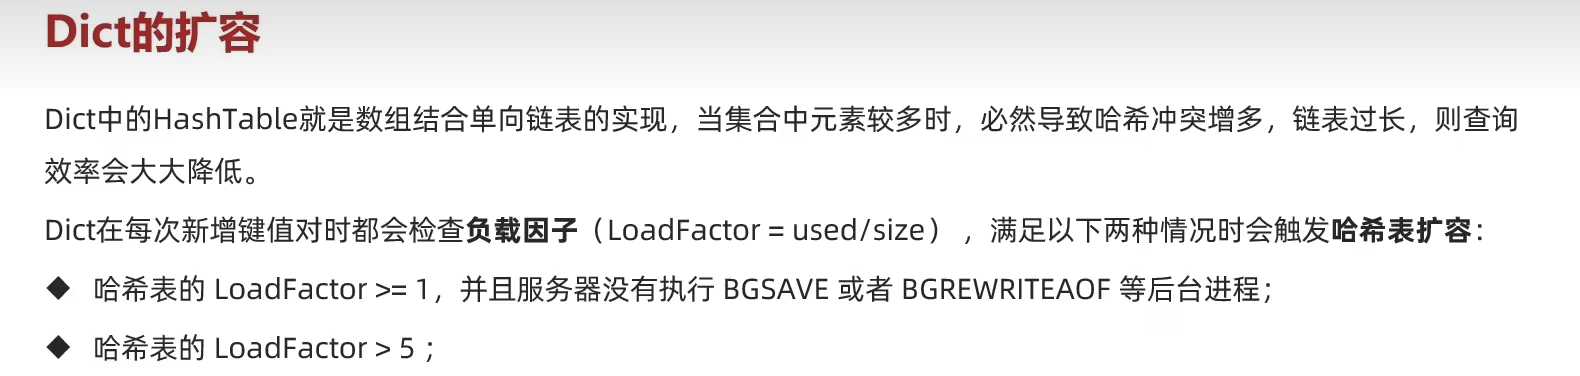 Dict的扩容
Dict中的HashTable就是数组结合单向链表的实现，当集合中元素较多时，必然导致哈希冲突增多，链表过长，则查询
效率会大大降低。
Dict在每次新增键值对时都会检查负载因子（LoadFactor = used/size），满足以下两种情况时会触发哈希表扩容：
◆ 哈希表的 LoadFactor >= 1，并且服务器没有执行 BGSAVE 或者 BGREWRITEAOF 等后台进程；
◆ 哈希表的 LoadFactor > 5 ；